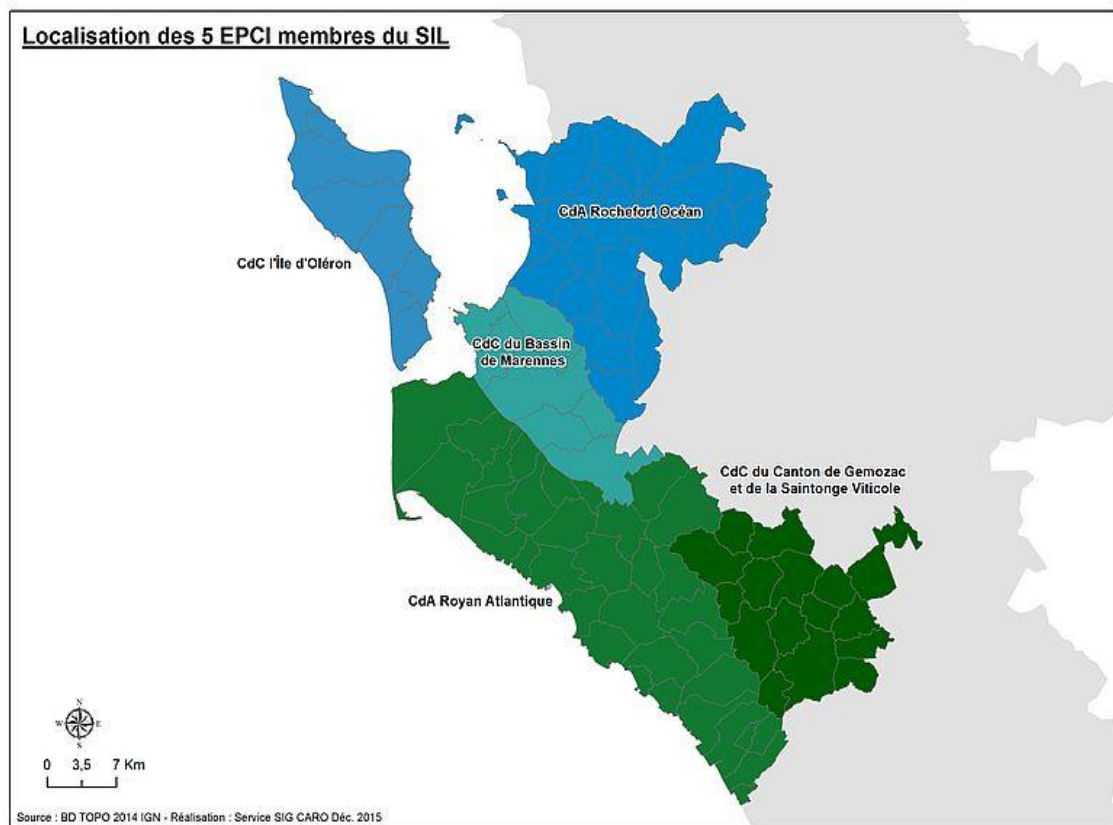 Localisation des 5 EPCI membres du SIL
CdA Rochefort Océan
CdC l'Île d'Oléron
CdC du Bassin
de Marennes
CdC du Canton de Gemozac
et de la Saintonge Viticole
CdA Royan Atlantique
N
W E
S
0 3,5 7 Km
Source : BD TOPO 2014 IGN - Réalisation : Service SIG CARO Déc. 2015